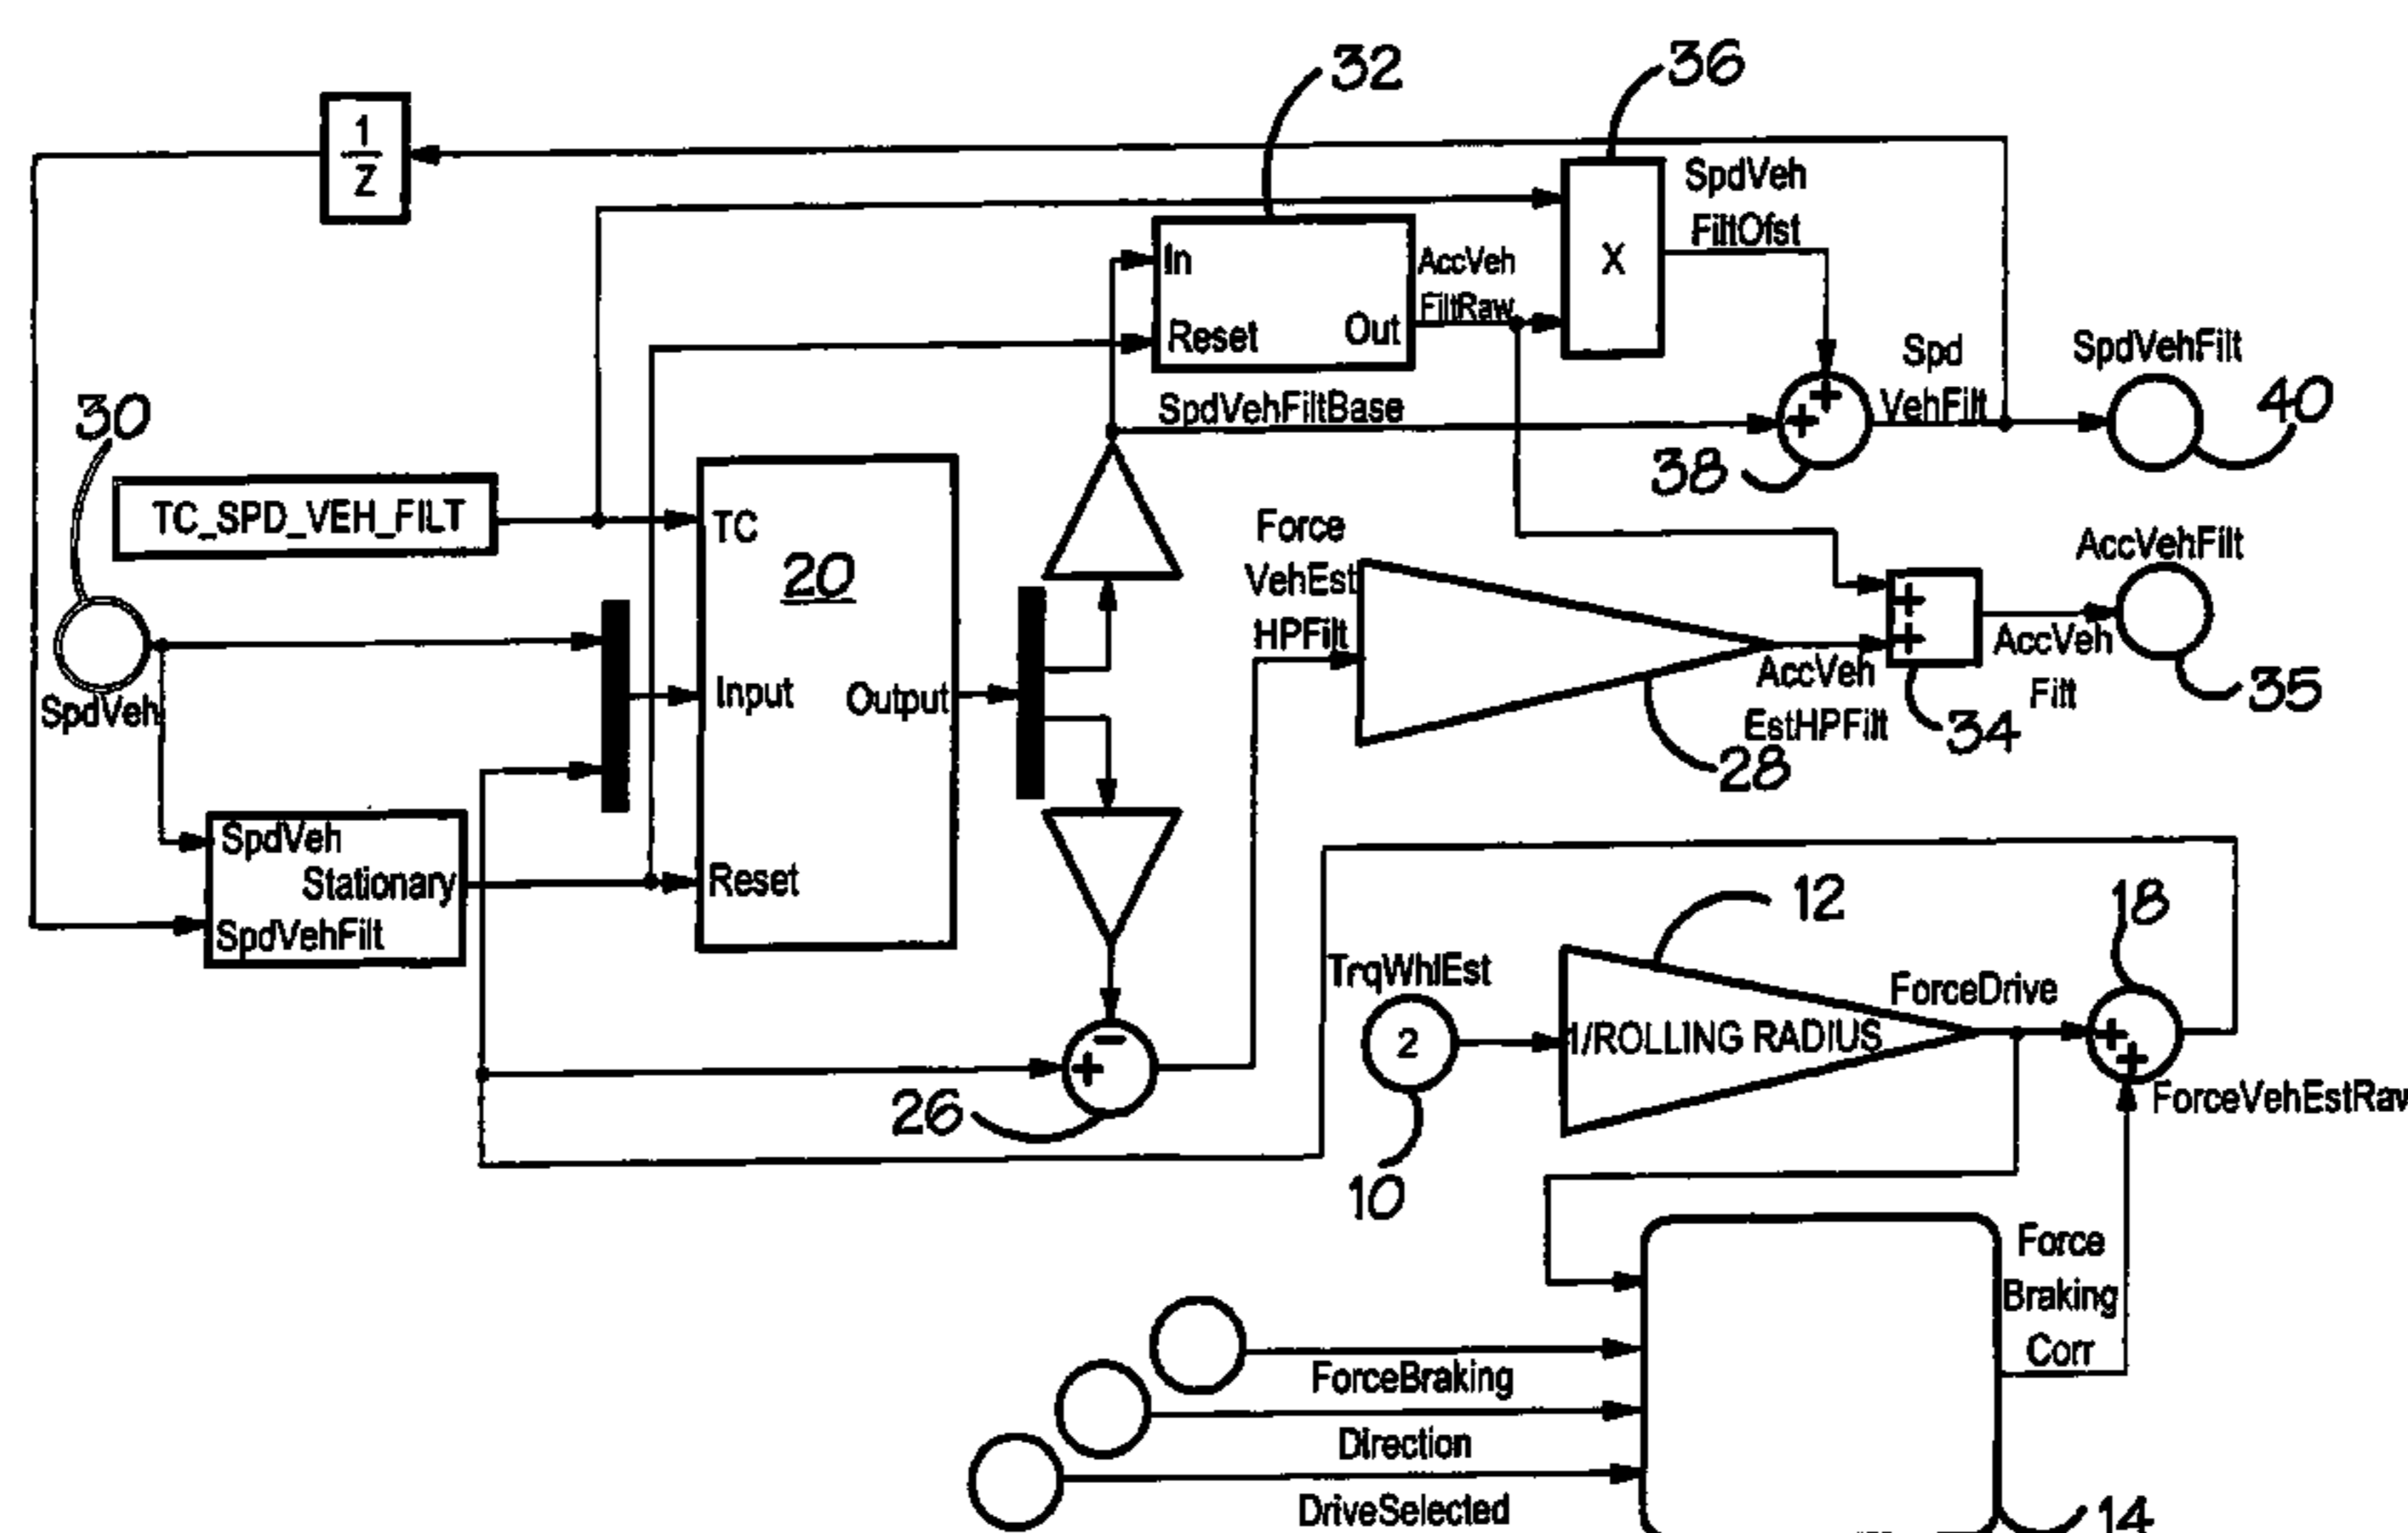 32
36
1
Z
SpdVeh
FiltOfst
In
AccVeh
FiltRaw
X
Reset
Out
Spd
VehFilt
SpdVehFilt
30
SpdVehFiltBase
+
+
40
38
TC_SPD_VEH_FILT
TC
20
Force
VehEst
HPFilt
AccVehFilt
+
+
AccVeh
Filt
35
AccVeh
EstHPFilt
34
28
SpdVeh
Input
Output
SpdVeh
Stationary
SpdVehFilt
Reset
12
18
TrqWhlEst
2
1/ROLLING RADIUS
ForceDrive
+
+
ForceVehEstRaw
−
+
26
10
Force
Braking
Corr
ForceBraking
Direction
DriveSelected
14